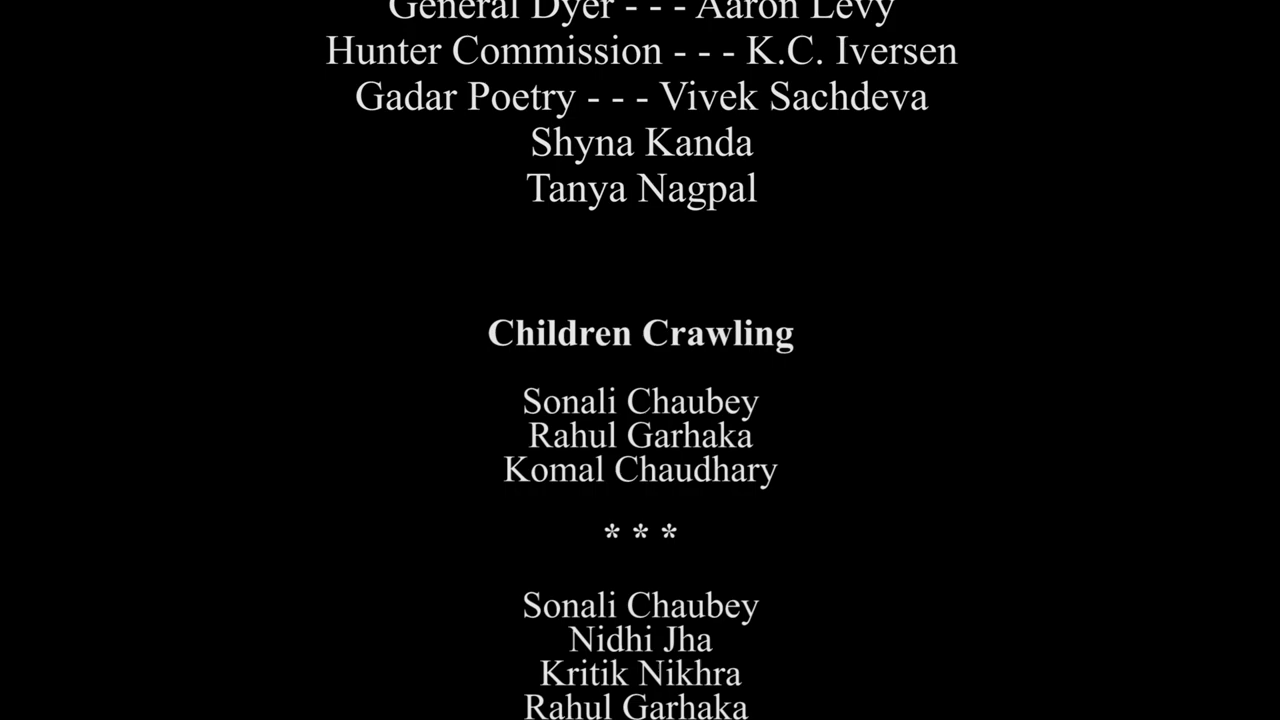 General Dyer - - - Aaron Levy
Hunter Commission - - - K.C. Iversen
Gadar Poetry - - - Vivek Sachdeva
Shyna Kanda
Tanya Nagpal
Children Crawling
Sonali Chaubey
Rahul Garhaka
Komal Chaudhary
* * *
Sonali Chaubey
Nidhi Jha
Kritik Nikhra
Rahul Garhaka